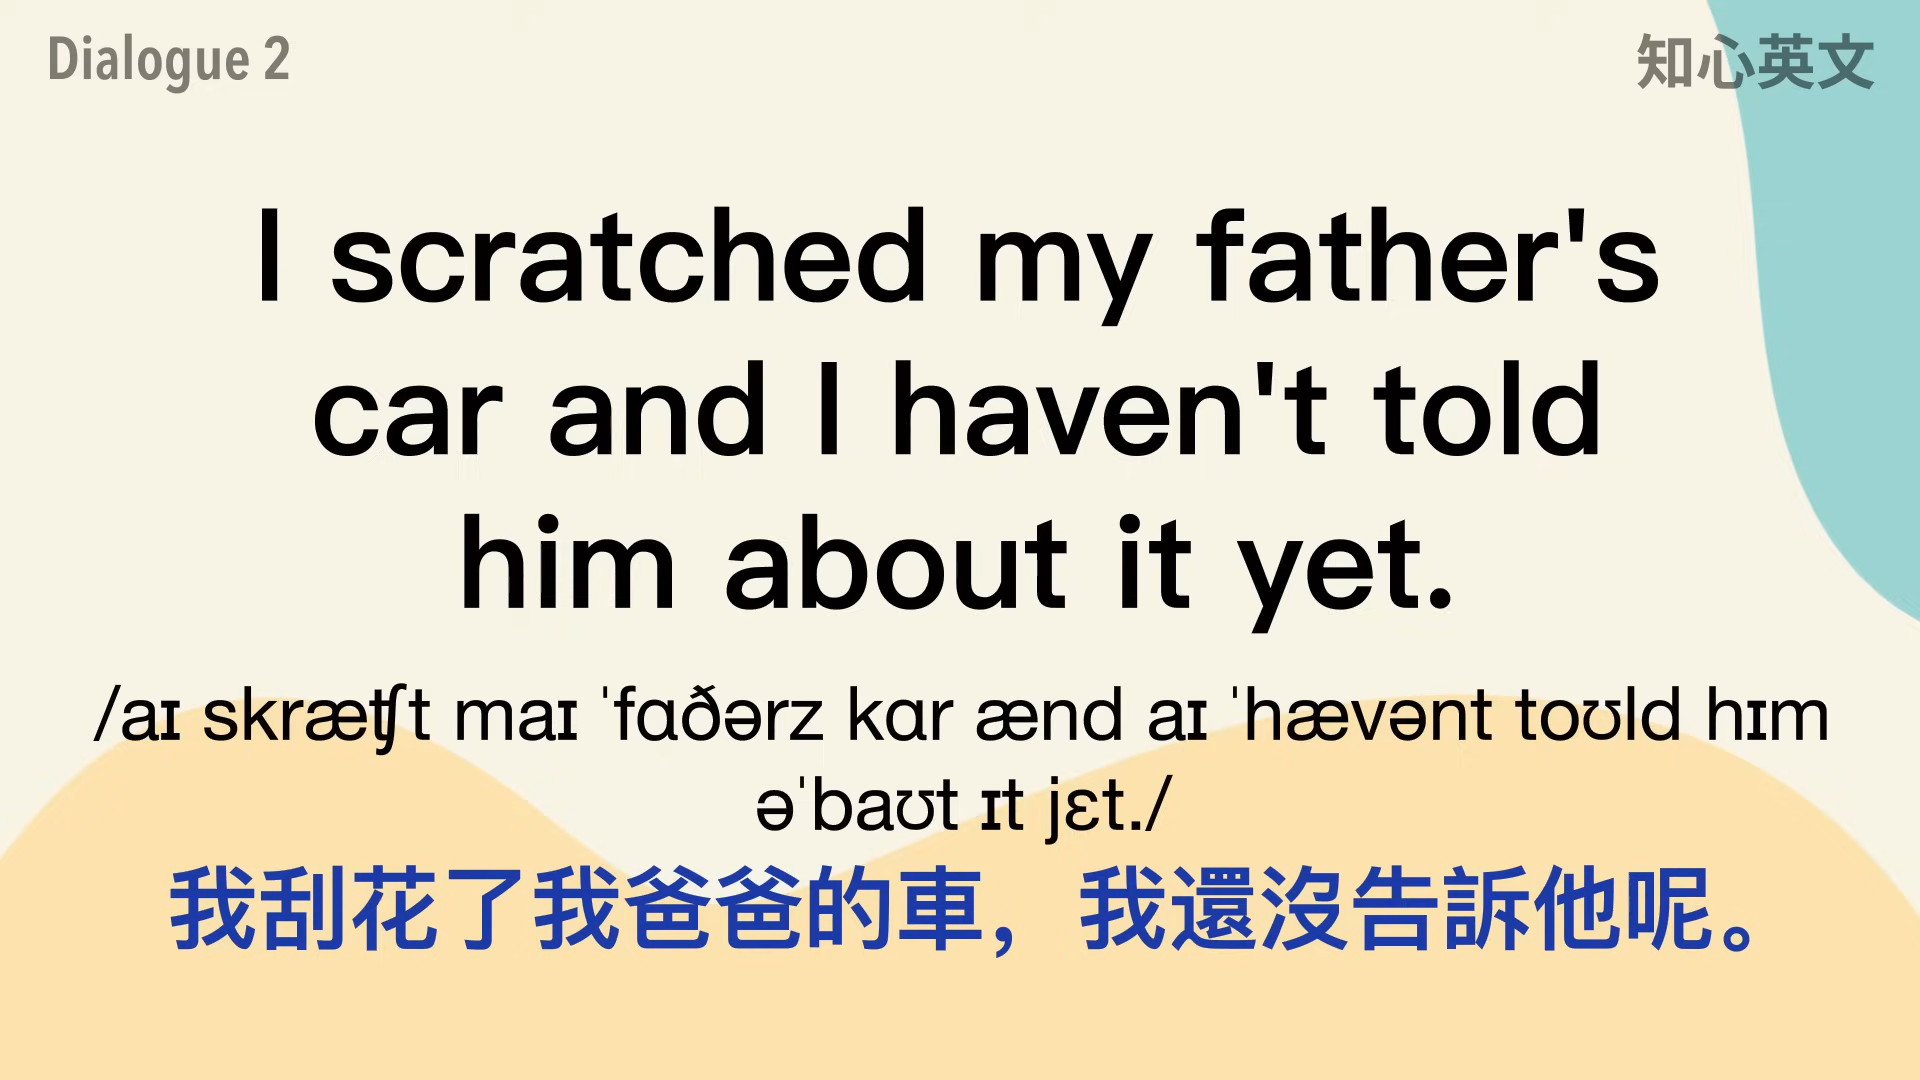 Dialogue 2
知心英文
I scratched my father's
car and I haven't told
him about it yet.
/aɪ skræʧt maɪ ˈfɑðərz kɑr ænd aɪ ˈhævənt toʊld hɪm
əˈbaʊt ɪt jɛt./
我刮花了我爸爸的車，我還沒告訴他呢。